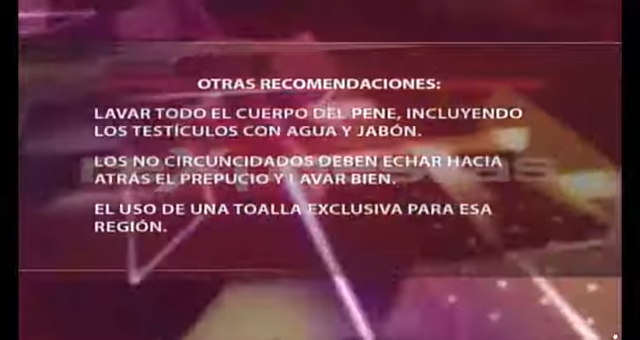 OTRAS RECOMENDACIONES:
LAVAR TODO EL CUERPO DEL PENE, INCLUYENDO
LOS TESTÍCULOS CON AGUA Y JABÓN.
LOS NO CIRCUNCIDADOS DEBEN ECHAR HACIA
ATRÁS EL PREPUCIO Y LAVAR BIEN.
EL USO DE UNA TOALLA EXCLUSIVA PARA ESA
REGIÓN.